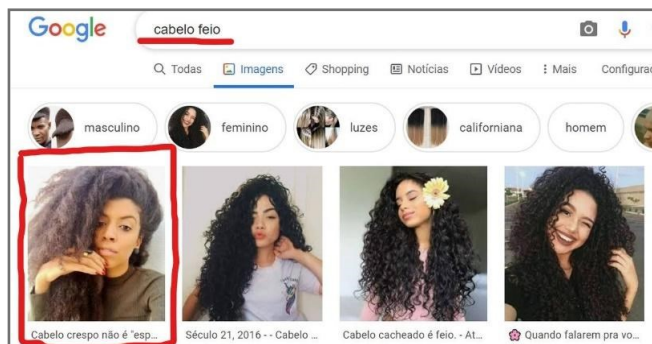 Google
cabelo feio
Todas Imagens Shopping Notícias Vídeos Mais Configurac
masculino feminino luzes californiana homem
Cabelo crespo não é "esp... Século 21, 2016 - - Cabelo ... Cabelo cacheado é feio. - At... Quando falarem pra vo...